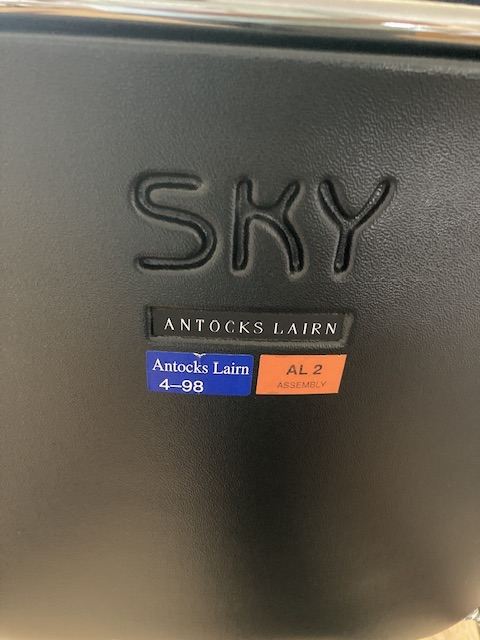 SKY
ANTOCKS LAIRN
Antocks Lairn
4–98
AL 2
ASSEMBLY